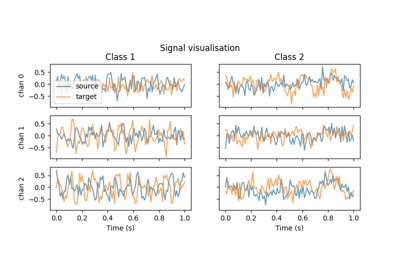 Signal visualisation
Class 1
Class 2
chan 0
0.5
0.0
−0.5
source
target
chan 1
0.5
0.0
−0.5
chan 2
0.5
0.0
−0.5
0.0 0.2 0.4 0.6 0.8 1.0
0.0 0.2 0.4 0.6 0.8 1.0
Time (s)
Time (s)